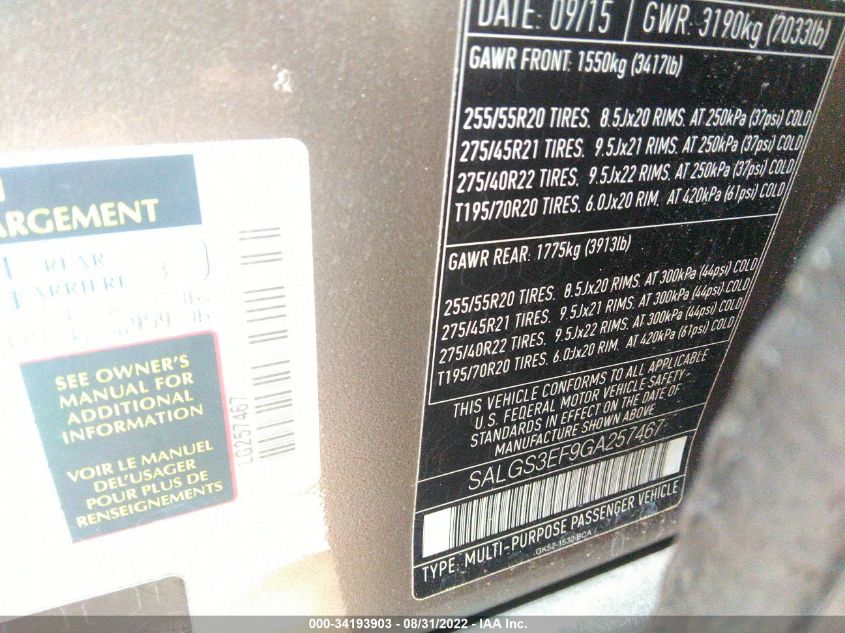 DATE: 09/15 GWR: 3190kg (7033lb)
GAWR FRONT: 1550kg (3417lb)
255/55R20 TIRES. 8.5Jx20 RIMS. AT 250kPa (37psi) COLD
275/45R21 TIRES. 9.5Jx21 RIMS. AT 250kPa (37psi) COLD
275/40R22 TIRES. 9.5Jx22 RIMS. AT 250kPa (37psi) COLD
T195/70R20 TIRES. 6.0Jx20 RIM. AT 420kPa (61psi) COLD
GAWR REAR: 1775kg (3913lb)
255/55R20 TIRES. 8.5Jx20 RIMS. AT 300kPa (44psi) COLD
275/45R21 TIRES. 9.5Jx21 RIMS. AT 300kPa (44psi) COLD
275/40R22 TIRES. 9.5Jx22 RIMS. AT 300kPa (44psi) COLD
T195/70R20 TIRES. 6.0Jx20 RIM. AT 420kPa (61psi) COLD
THIS VEHICLE CONFORMS TO ALL APPLICABLE
U.S. FEDERAL MOTOR VEHICLE SAFETY-
STANDARDS IN EFFECT ON THE DATE OF
MANUFACTURE SHOWN ABOVE
SALGS3EF9GA257467
TYPE: MULTI-PURPOSE PASSENGER VEHICLE
GK52-1532-BCA
ARGEMENT
REAR
ARRIERE
SEE OWNER'S
MANUAL FOR
ADDITIONAL
INFORMATION
VOIR LE MANUEL
DE L'USAGER
POUR PLUS DE
RENSEIGNEMENTS
LG257467
000-34193903 - 08/31/2022 - IAA Inc.